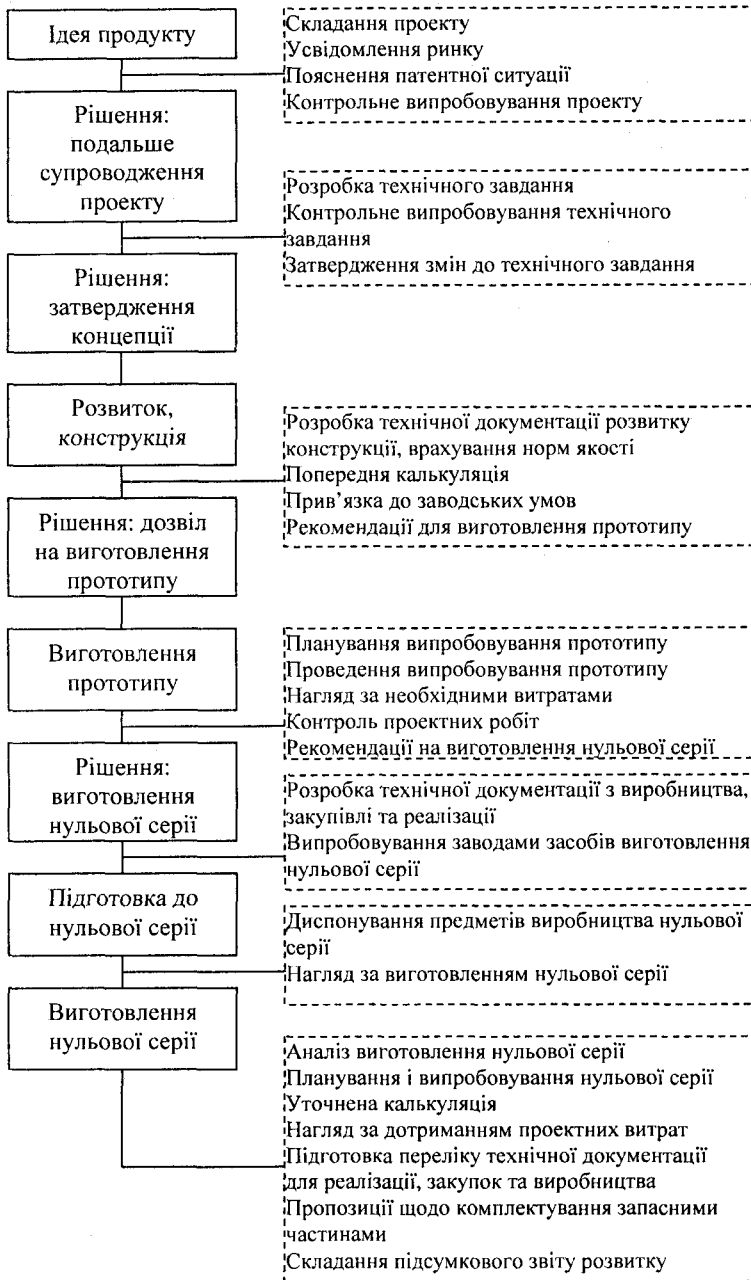 Ідея продукту
Складання проекту
Усвідомлення ринку
Пояснення патентної ситуації
Контрольне випробовування проекту
Рішення:
подальше
супроводження
проекту
Розробка технічного завдання
Контрольне випробовування технічного
завдання
Затвердження змін до технічного завдання
Рішення:
затвердження
концепції
Розвиток,
конструкція
Розробка технічної документації розвитку
конструкції, врахування норм якості
Попередня калькуляція
Прив’язка до заводських умов
Рекомендації для виготовлення прототипу
Рішення: дозвіл
на виготовлення
прототипу
Виготовлення
прототипу
Планування випробовування прототипу
Проведення випробовування прототипу
Нагляд за необхідними витратами
Контроль проектних робіт
Рекомендації на виготовлення нульової серії
Рішення:
виготовлення
нульової серії
Розробка технічної документації з виробництва,
закупівлі та реалізації
Випробовування заводами засобів виготовлення
нульової серії
Підготовка до
нульової серії
Диспонування предметів виробництва нульової
серії
Нагляд за виготовленням нульової серії
Виготовлення
нульової серії
Аналіз виготовлення нульової серії
Планування і випробовування нульової серії
Уточнена калькуляція
Нагляд за дотриманням проектних витрат
Підготовка переліку технічної документації
для реалізації, закупок та виробництва
Пропозиції щодо комплектування запасними
частинами
Складання підсумкового звіту розвитку